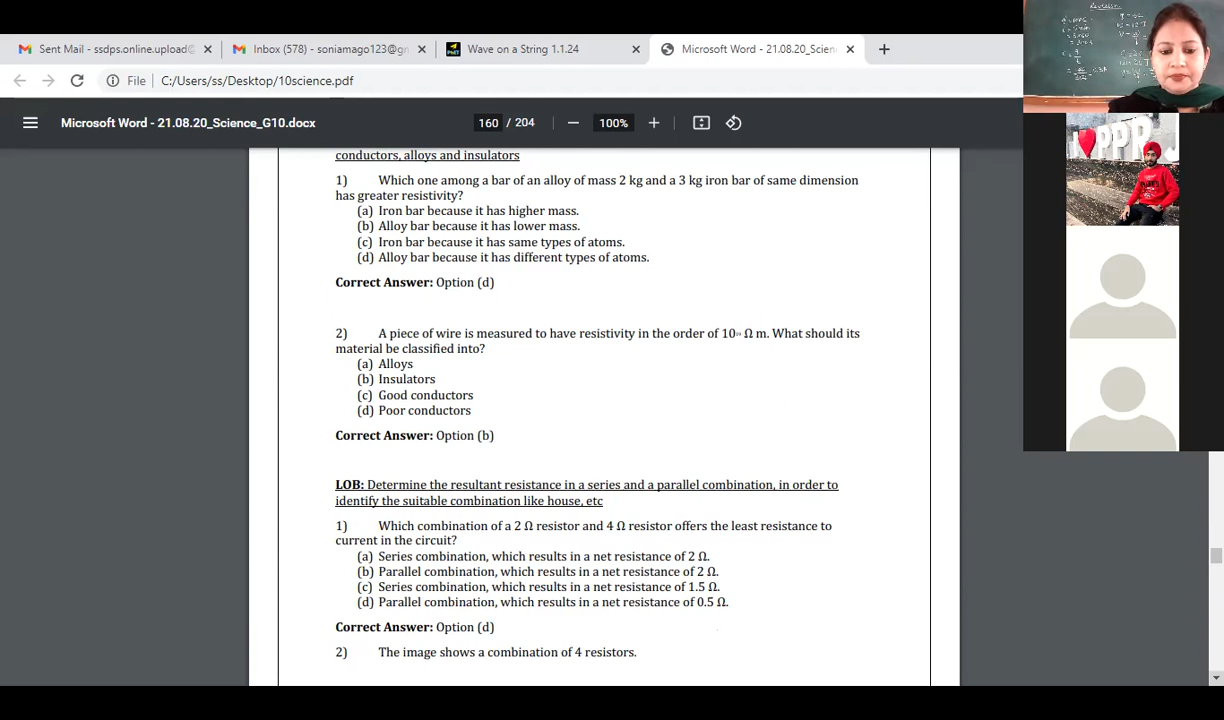 Sent Mail - ssdps.online.upload@
Inbox (578) - soniamago123@gn
Wave on a String 1.1.24
Microsoft Word - 21.08.20_Scien
File
C:/Users/ss/Desktop/10science.pdf
Microsoft Word - 21.08.20_Science_G10.docx
160 / 204
100%
conductors, alloys and insulators
1) Which one among a bar of an alloy of mass 2 kg and a 3 kg iron bar of same dimension
has greater resistivity?
(a) Iron bar because it has higher mass.
(b) Alloy bar because it has lower mass.
(c) Iron bar because it has same types of atoms.
(d) Alloy bar because it has different types of atoms.
Correct Answer: Option (d)
2) A piece of wire is measured to have resistivity in the order of 10 Ω m. What should its
material be classified into?
(a) Alloys
(b) Insulators
(c) Good conductors
(d) Poor conductors
Correct Answer: Option (b)
LOB: Determine the resultant resistance in a series and a parallel combination, in order to
identify the suitable combination like house, etc
1) Which combination of a 2 Ω resistor and 4 Ω resistor offers the least resistance to
current in the circuit?
(a) Series combination, which results in a net resistance of 2 Ω.
(b) Parallel combination, which results in a net resistance of 2 Ω.
(c) Series combination, which results in a net resistance of 1.5 Ω.
(d) Parallel combination, which results in a net resistance of 0.5 Ω.
Correct Answer: Option (d)
2) The image shows a combination of 4 resistors.
PPR